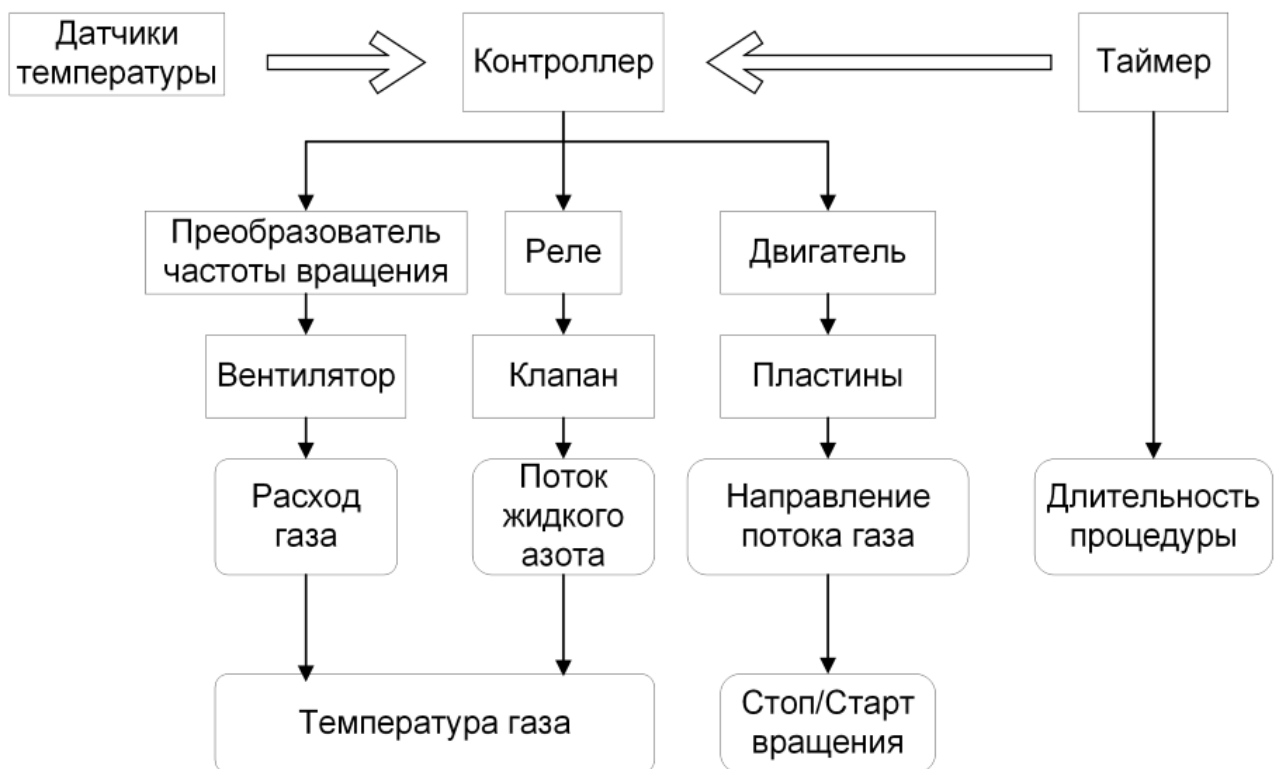 Датчики
температуры
Контроллер
Таймер
Преобразователь
частоты вращения
Реле
Двигатель
Вентилятор
Клапан
Пластины
Расход
газа
Поток
жидкого
азота
Направление
потока газа
Длительность
процедуры
Температура газа
Стоп/Старт
вращения